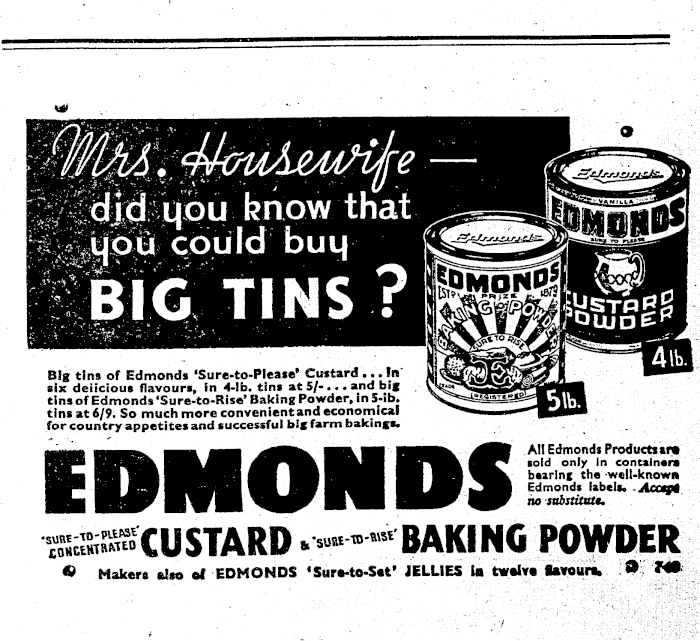 Mrs. Housewife —
did you know that
you could buy
BIG TINS ?
Edmonds
VANILLA
EDMONDS
SURE TO PLEASE
CUSTARD
POWDER
4 lb.
Edmonds
EDMONDS
ESTD PRIZE 1879
BAKING POWDER
SURE TO RISE
TRADE
(REGISTERED)
5 lb.
Big tins of Edmonds 'Sure-to-Please' Custard . . . in
six delicious flavours, in 4-lb. tins at 5/- . . . and big
tins of Edmonds 'Sure-to-Rise' Baking Powder, in 5-lb.
tins at 6/9. So much more convenient and economical
for country appetites and successful big farm bakings.
EDMONDS
All Edmonds Products are
sold only in containers
bearing the well-known
Edmonds labels. Accept
no substitute.
'SURE-TO-PLEASE'
CONCENTRATED CUSTARD & 'SURE-TO-RISE' BAKING POWDER
Makers also of EDMONDS 'Sure-to-Set' JELLIES in twelve flavours.